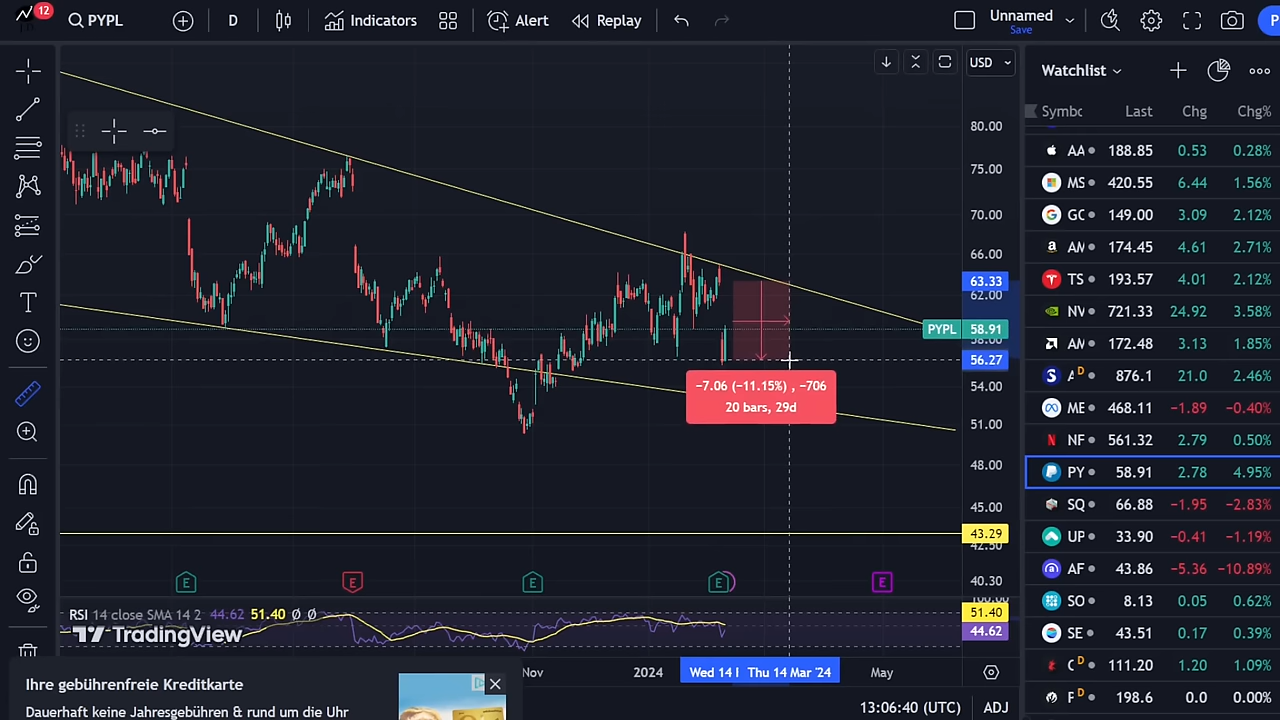 12
PYPL
D
Indicators
Alert
Replay
Unnamed
Save
P
USD
80.00
75.00
70.00
66.00
63.33
62.00
PYPL 58.91
58.00
56.27
54.00
51.00
48.00
45.00
43.29
42.50
40.30
100.00
51.40
44.62
−7.06 (−11.15%) , −706
20 bars, 29d
E E E E E
RSI 14 close SMA 14 2 44.62 51.40 Ø Ø
TradingView
Nov 2024 Wed 14 Thu 14 Mar '24 May
13:06:40 (UTC) ADJ
Ihre gebührenfreie Kreditkarte
Dauerhaft keine Jahresgebühren & rund um die Uhr
Watchlist
Symbc Last Chg Chg%
AA 188.85 0.53 0.28%
MS 420.55 6.44 1.56%
GC 149.00 3.09 2.12%
AM 174.45 4.61 2.71%
TS 193.57 4.01 2.12%
NV 721.33 24.92 3.58%
AM 172.48 3.13 1.85%
A D 876.1 21.0 2.46%
ME 468.11 −1.89 −0.40%
NF 561.32 2.79 0.50%
PY 58.91 2.78 4.95%
SQ 66.88 −1.95 −2.83%
UP 33.90 −0.41 −1.19%
AF 43.86 −5.36 −10.89%
SO 8.13 0.05 0.62%
SE 43.51 0.17 0.39%
C D 111.20 1.20 1.09%
F D 198.6 0.0 0.00%